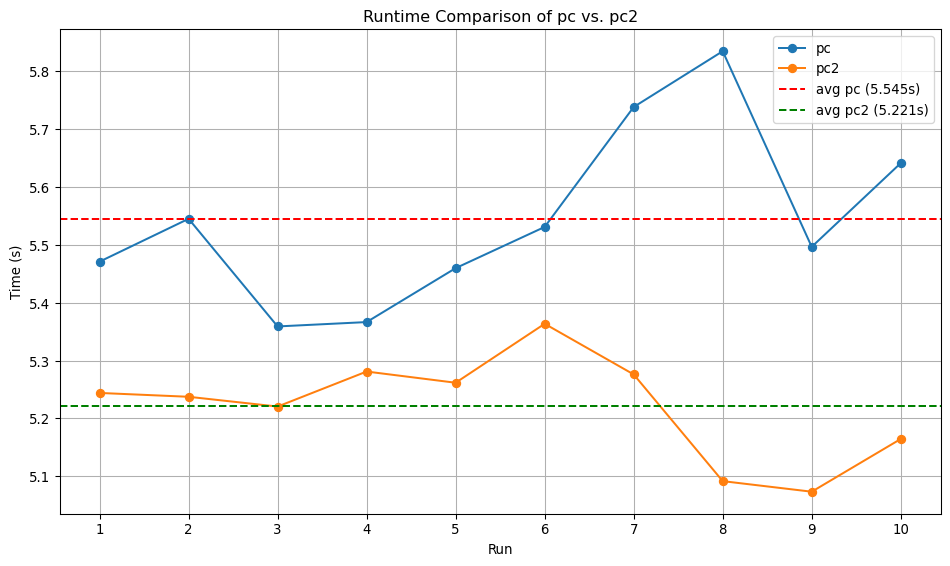 Runtime Comparison of pc vs. pc2
pc
pc2
avg pc (5.545s)
avg pc2 (5.221s)
Time (s)
5.8
5.7
5.6
5.5
5.4
5.3
5.2
5.1
1 2 3 4 5 6 7 8 9 10
Run